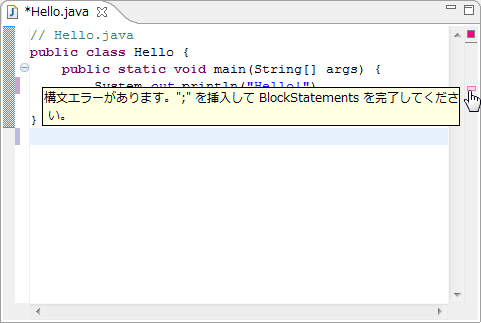 *Hello.java
// Hello.java
public class Hello {
public static void main(String[] args) {
System.out.println("Hello!")
構文エラーがあります。";" を挿入して BlockStatements を完了してくださ
い。
}